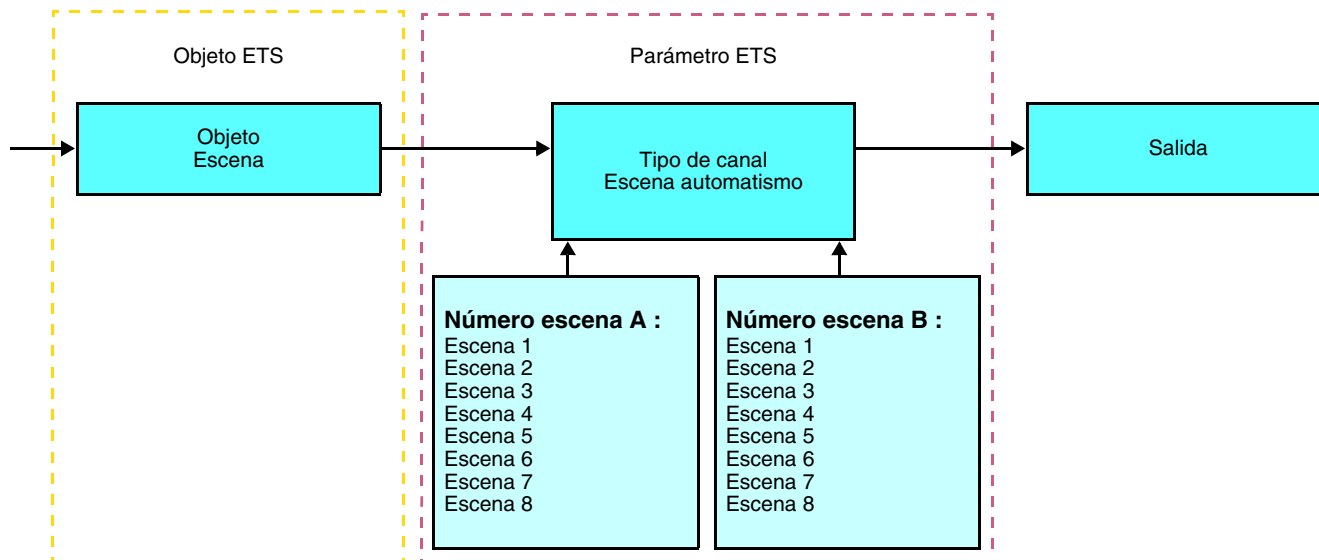 Objeto ETS
Parámetro ETS
Objeto
Escena
Tipo de canal
Escena automatismo
Salida
Número escena A :
Escena 1
Escena 2
Escena 3
Escena 4
Escena 5
Escena 6
Escena 7
Escena 8
Número escena B :
Escena 1
Escena 2
Escena 3
Escena 4
Escena 5
Escena 6
Escena 7
Escena 8